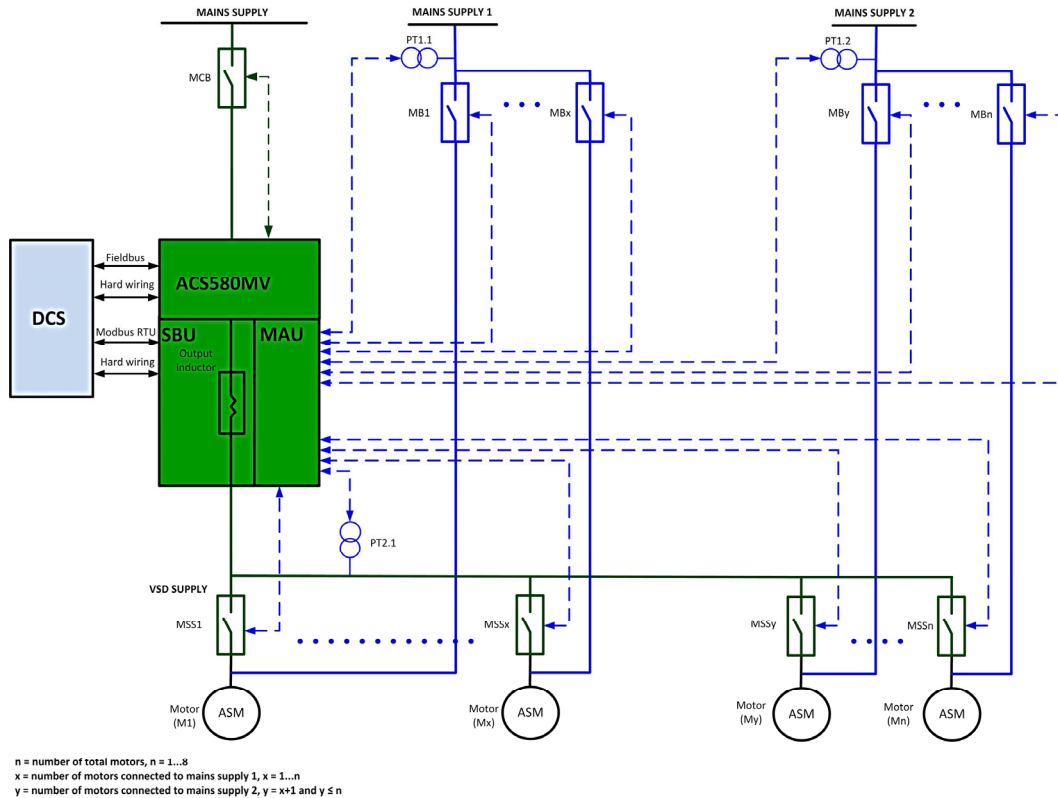 MAINS SUPPLY
MAINS SUPPLY 1
MAINS SUPPLY 2
PT1.1
PT1.2
MCB
MB1
MBx
MBy
MBn
DCS
Fieldbus
Hard wiring
Modbus RTU
Hard wiring
ACS580MV
SBU
MAU
Output
inductor
PT2.1
VSD SUPPLY
MSS1
MSSx
MSSy
MSSn
Motor
(M1)
ASM
Motor
(Mx)
ASM
Motor
(My)
ASM
Motor
(Mn)
ASM
n = number of total motors, n = 1...8
x = number of motors connected to mains supply 1, x = 1...n
y = number of motors connected to mains supply 2, y = x+1 and y ≤ n